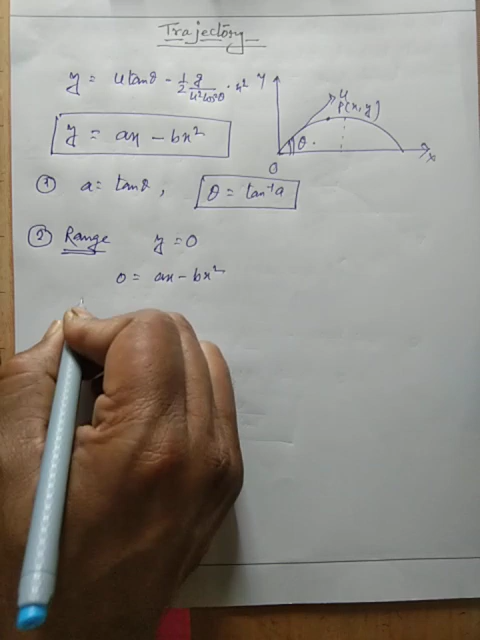 Trajectory
y = u tanθ - 1/2 g/u²cos²θ · x²
y = ax - bx²
① a = tanθ, θ = tan⁻¹a
② Range y = 0
0 = ax - bx²
Y
u
P(x, y)
θ
O
x